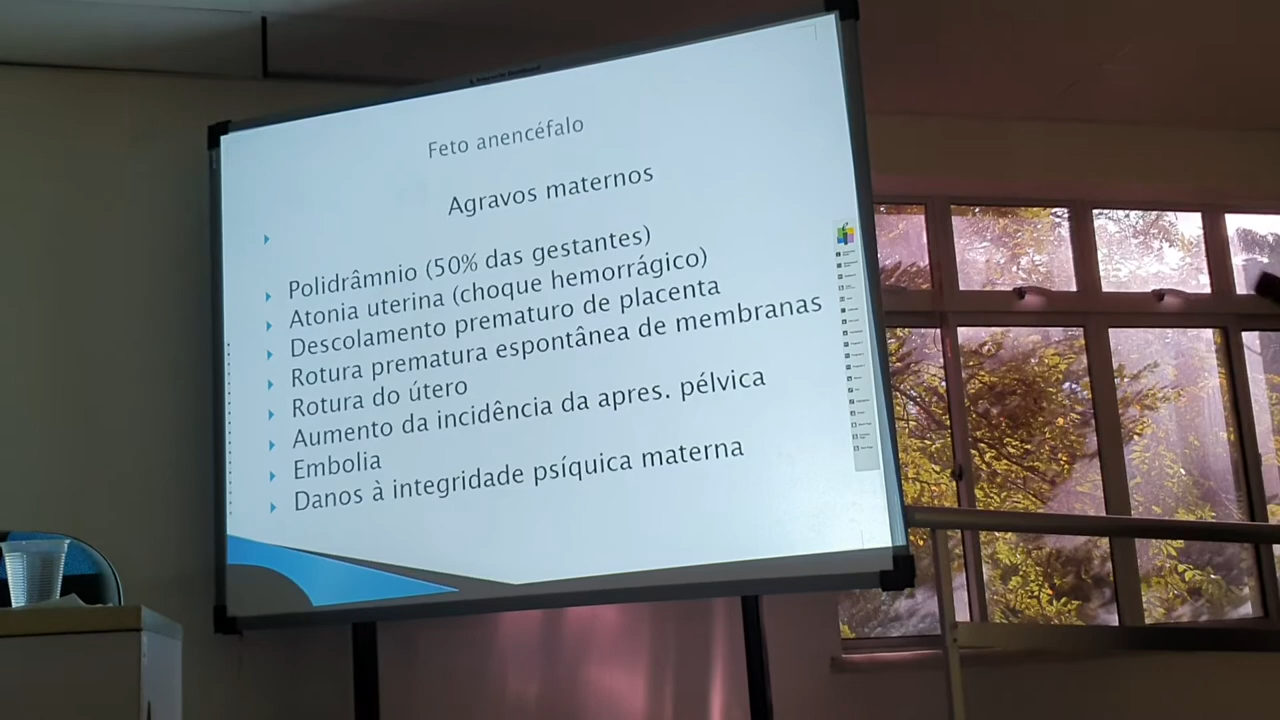 Feto anencéfalo
Agravos maternos
Polidrâmnio (50% das gestantes)
Atonia uterina (choque hemorrágico)
Descolamento prematuro de placenta
Rotura prematura espontânea de membranas
Rotura do útero
Aumento da incidência da apres. pélvica
Embolia
Danos à integridade psíquica materna